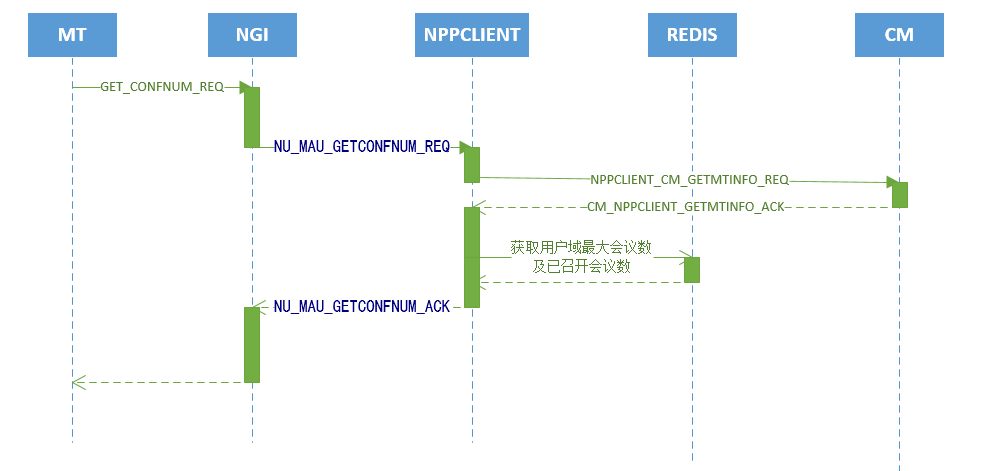 MT
NGI
NPPCLIENT
REDIS
CM
GET_CONFNUM_REQ
NU_MAU_GETCONFNUM_REQ
NPPCLIENT_CM_GETMTINFO_REQ
CM_NPPCLIENT_GETMTINFO_ACK
获取用户域最大会议数
及已召开会议数
NU_MAU_GETCONFNUM_ACK